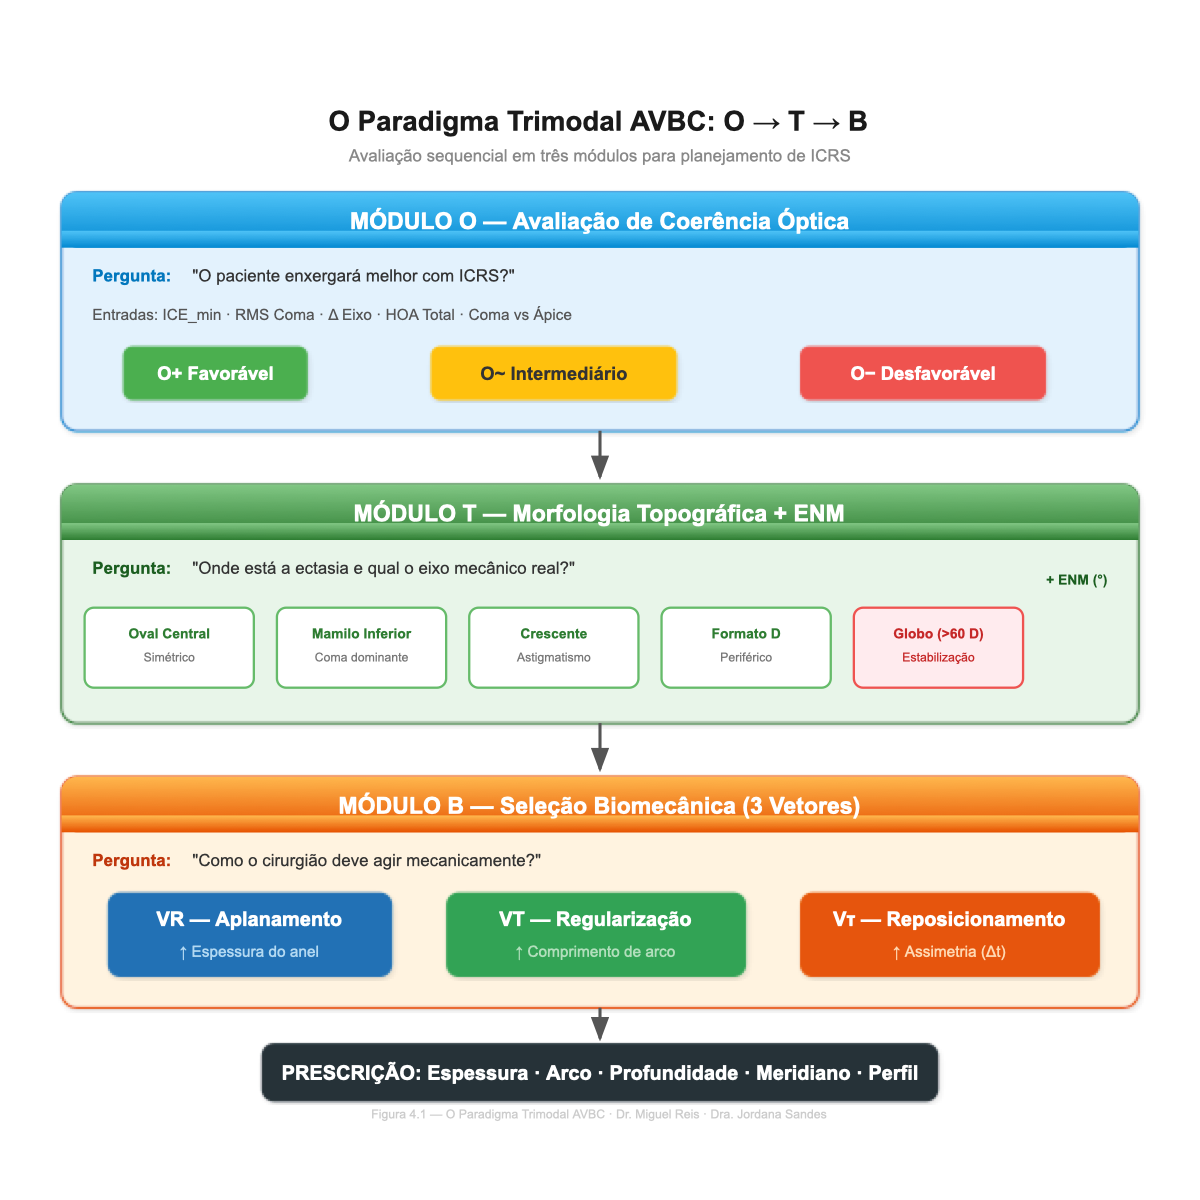 O Paradigma Trimodal AVBC: O → T → B
Avaliação sequencial em três módulos para planejamento de ICRS
MÓDULO O — Avaliação de Coerência Óptica
Pergunta: "O paciente enxergará melhor com ICRS?"
Entradas: ICE_min · RMS Coma · Δ Eixo · HOA Total · Coma vs Ápice
O+ Favorável
O~ Intermediário
O− Desfavorável
MÓDULO T — Morfologia Topográfica + ENM
Pergunta: "Onde está a ectasia e qual o eixo mecânico real?"
+ ENM (°)
Oval Central
Simétrico
Mamilo Inferior
Coma dominante
Crescente
Astigmatismo
Formato D
Periférico
Globo (>60 D)
Estabilização
MÓDULO B — Seleção Biomecânica (3 Vetores)
Pergunta: "Como o cirurgião deve agir mecanicamente?"
VR — Aplanamento
↑ Espessura do anel
VT — Regularização
↑ Comprimento de arco
Vτ — Reposicionamento
↑ Assimetria (Δt)
PRESCRIÇÃO: Espessura · Arco · Profundidade · Meridiano · Perfil
Figura 4.1 — O Paradigma Trimodal AVBC · Dr. Miguel Reis · Dra. Jordana Sandes